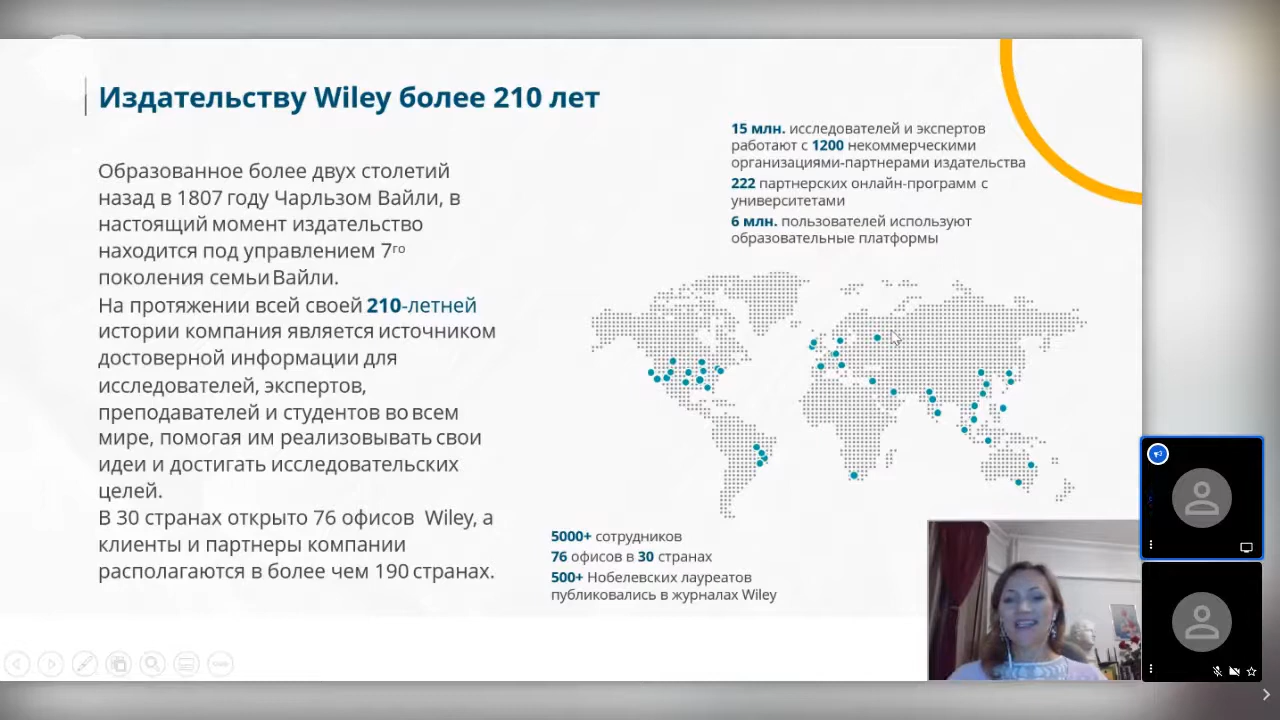 Издательству Wiley более 210 лет
Образованное более двух столетий
назад в 1807 году Чарльзом Вайли, в
настоящий момент издательство
находится под управлением 7го
поколения семьи Вайли.
На протяжении всей своей 210-летней
истории компания является источником
достоверной информации для
исследователей, экспертов,
преподавателей и студентов во всем
мире, помогая им реализовывать свои
идеи и достигать исследовательских
целей.
В 30 странах открыто 76 офисов Wiley, а
клиенты и партнеры компании
располагаются в более чем 190 странах.
15 млн. исследователей и экспертов
работают с 1200 некоммерческими
организациями-партнерами издательства
222 партнерских онлайн-программ с
университетами
6 млн. пользователей используют
образовательные платформы
5000+ сотрудников
76 офисов в 30 странах
500+ Нобелевских лауреатов
публиковались в журналах Wiley